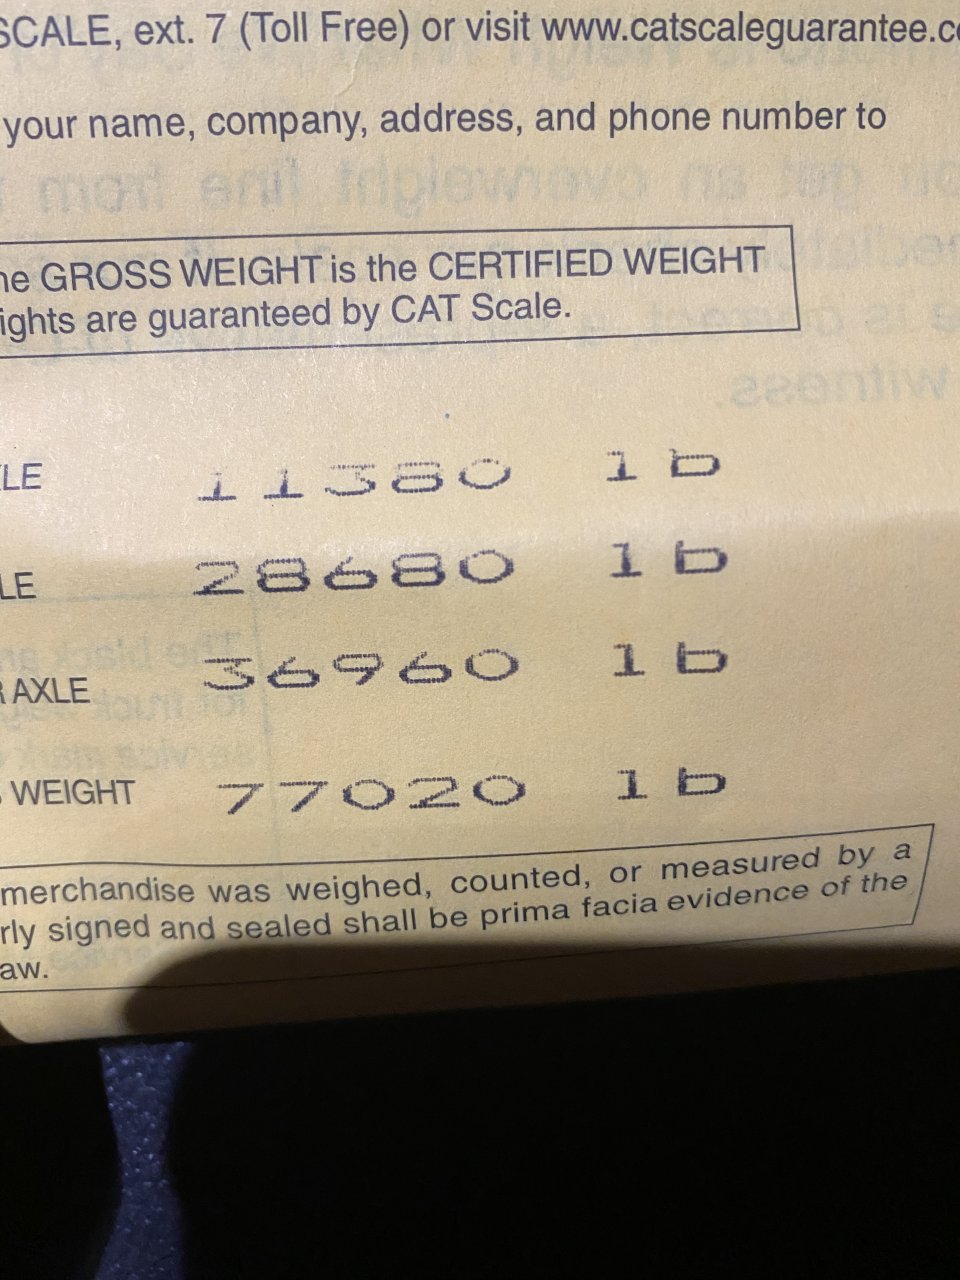 SCALE, ext. 7 (Toll Free) or visit www.catscaleguarantee.co
your name, company, address, and phone number to
he GROSS WEIGHT is the CERTIFIED WEIGHT
ights are guaranteed by CAT Scale.
LE 11380 lb
LE 28680 lb
R AXLE 36960 lb
WEIGHT 77020 lb
merchandise was weighed, counted, or measured by a
rly signed and sealed shall be prima facia evidence of the
aw.